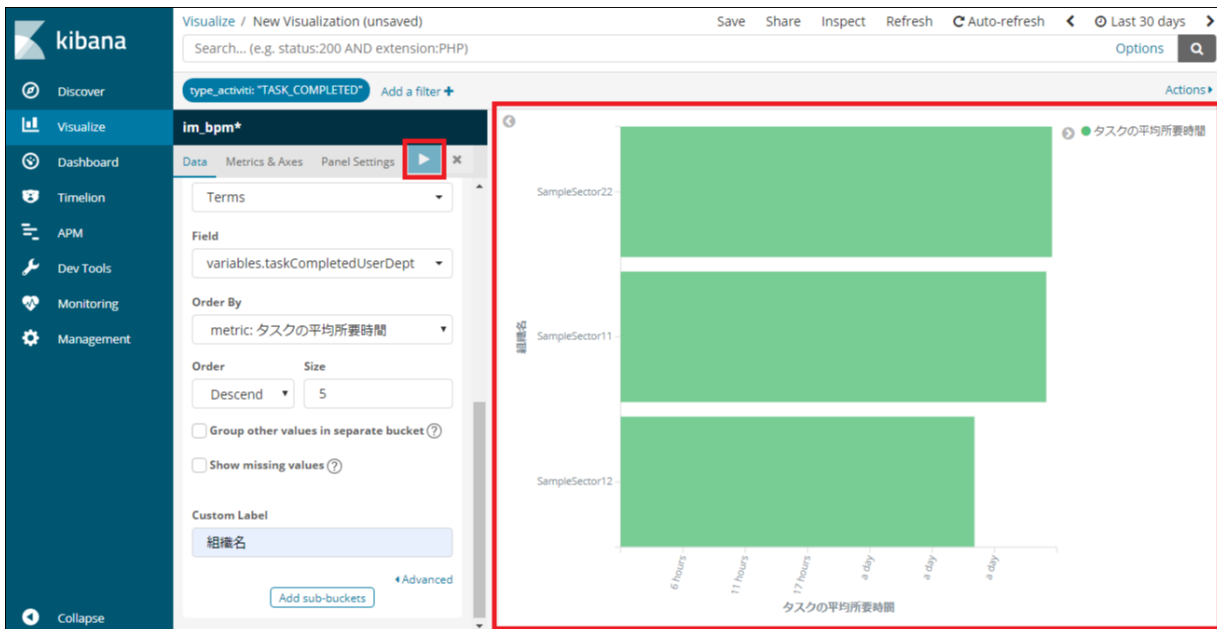 kibana
Discover
Visualize
Dashboard
Timelion
APM
Dev Tools
Monitoring
Management
Collapse
Visualize / New Visualization (unsaved)
Save Share Inspect Refresh Auto-refresh Last 30 days
Search... (e.g. status:200 AND extension:PHP)
Options
type_activiti: "TASK_COMPLETED" Add a filter +
Actions
im_bpm*
Data Metrics & Axes Panel Settings
Terms
Field
variables.taskCompletedUserDept
Order By
metric: タスクの平均所要時間
Order Size
Descend 5
Group other values in separate bucket ?
Show missing values ?
Custom Label
組織名
Advanced
Add sub-buckets
タスクの平均所要時間
組織名
SampleSector22
SampleSector11
SampleSector12
6 hours
11 hours
17 hours
a day
a day
a day
タスクの平均所要時間